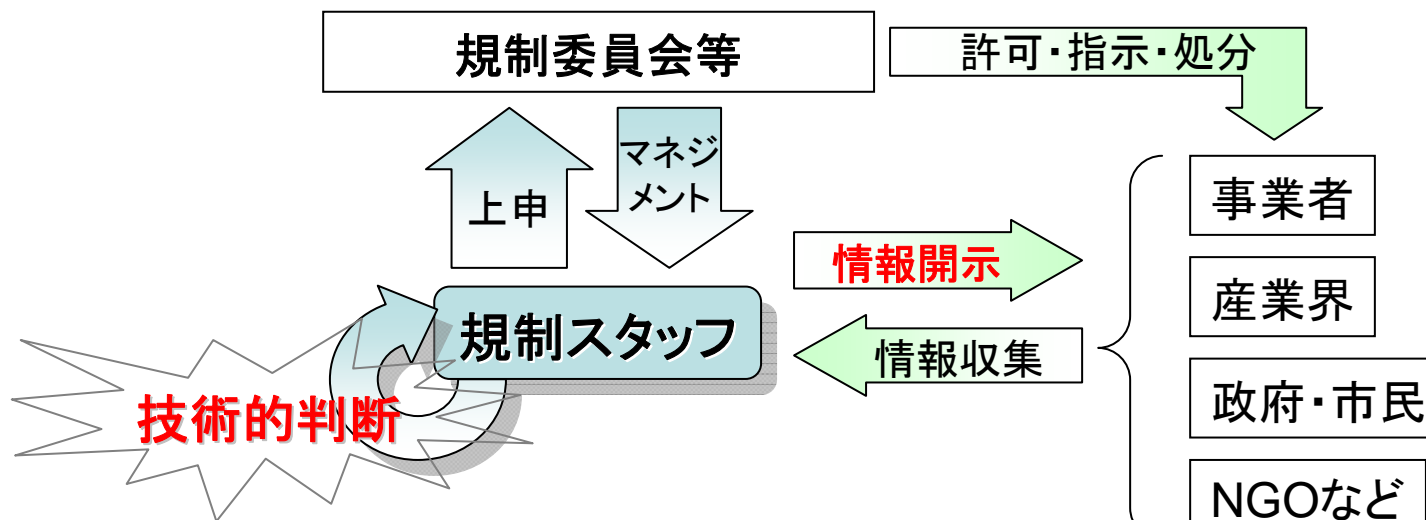 規制委員会等
許可・指示・処分
上申
マネジ
メント
事業者
情報開示
産業界
規制スタッフ
情報収集
政府・市民
技術的判断
NGOなど